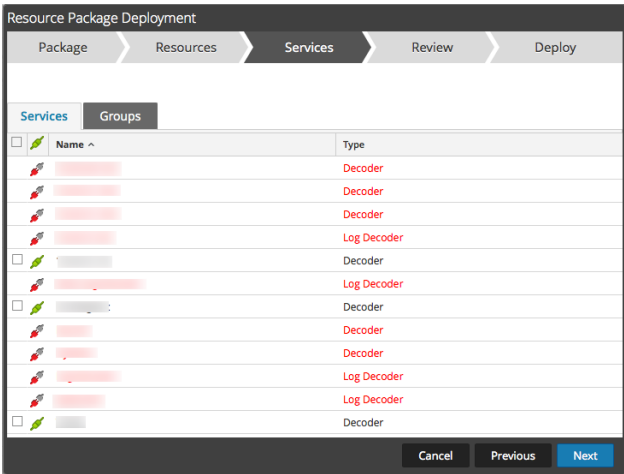 Resource Package Deployment
Package Resources Services Review Deploy
Services Groups
Name Type
Decoder
Decoder
Decoder
Log Decoder
Decoder
Log Decoder
Decoder
Decoder
Decoder
Log Decoder
Log Decoder
Decoder
Cancel Previous Next